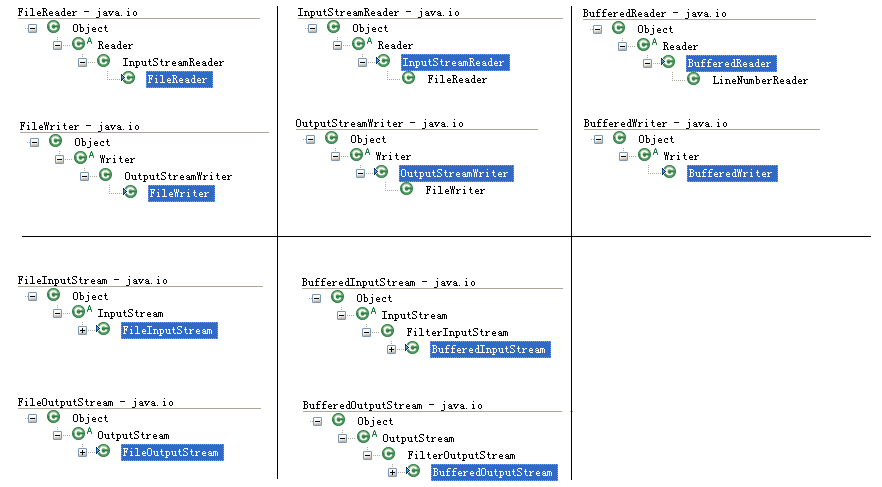 FileReader - java.io
Object
A Reader
InputStreamReader
FileReader
InputStreamReader - java.io
Object
A Reader
InputStreamReader
FileReader
BufferedReader - java.io
Object
A Reader
BufferedReader
LineNumberReader
FileWriter - java.io
Object
A Writer
OutputStreamWriter
FileWriter
OutputStreamWriter - java.io
Object
A Writer
OutputStreamWriter
FileWriter
BufferedWriter - java.io
Object
A Writer
BufferedWriter
FileInputStream - java.io
Object
A InputStream
FileInputStream
BufferedInputStream - java.io
Object
A InputStream
FilterInputStream
BufferedInputStream
FileOutputStream - java.io
Object
A OutputStream
FileOutputStream
BufferedOutputStream - java.io
Object
A OutputStream
FilterOutputStream
BufferedOutputStream